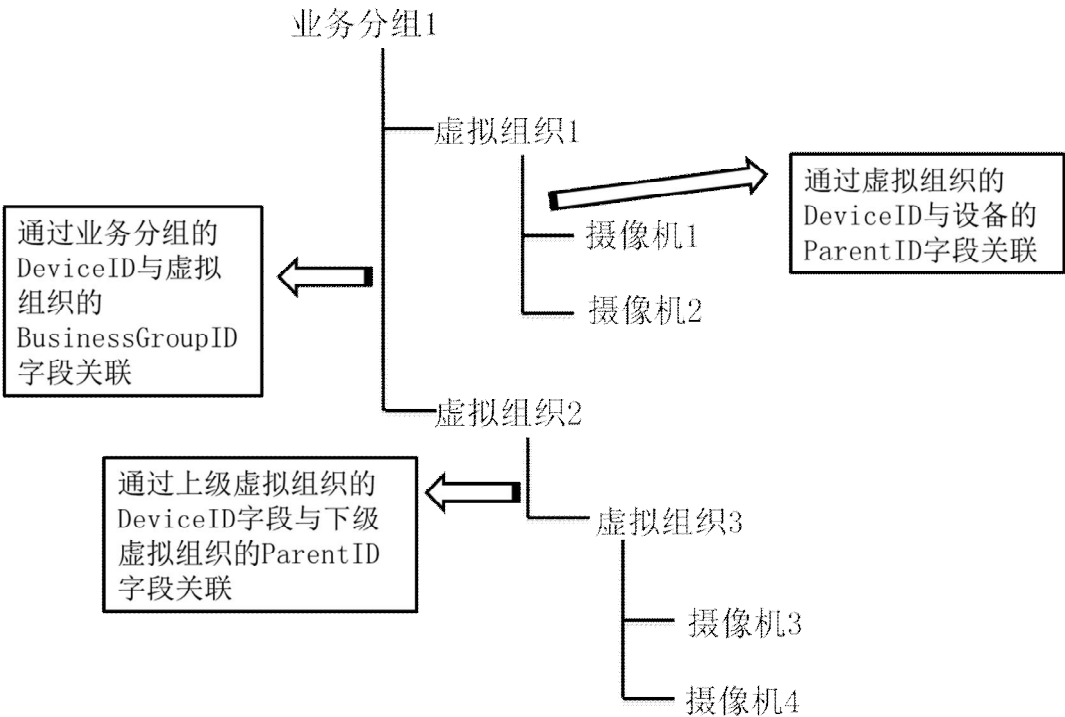 业务分组1
虚拟组织1
通过虚拟组织的
DeviceID与设备的
ParentID字段关联
通过业务分组的
DeviceID与虚拟
组织的
BusinessGroupID
字段关联
摄像机1
摄像机2
虚拟组织2
通过上级虚拟组织的
DeviceID字段与下级
虚拟组织的ParentID
字段关联
虚拟组织3
摄像机3
摄像机4